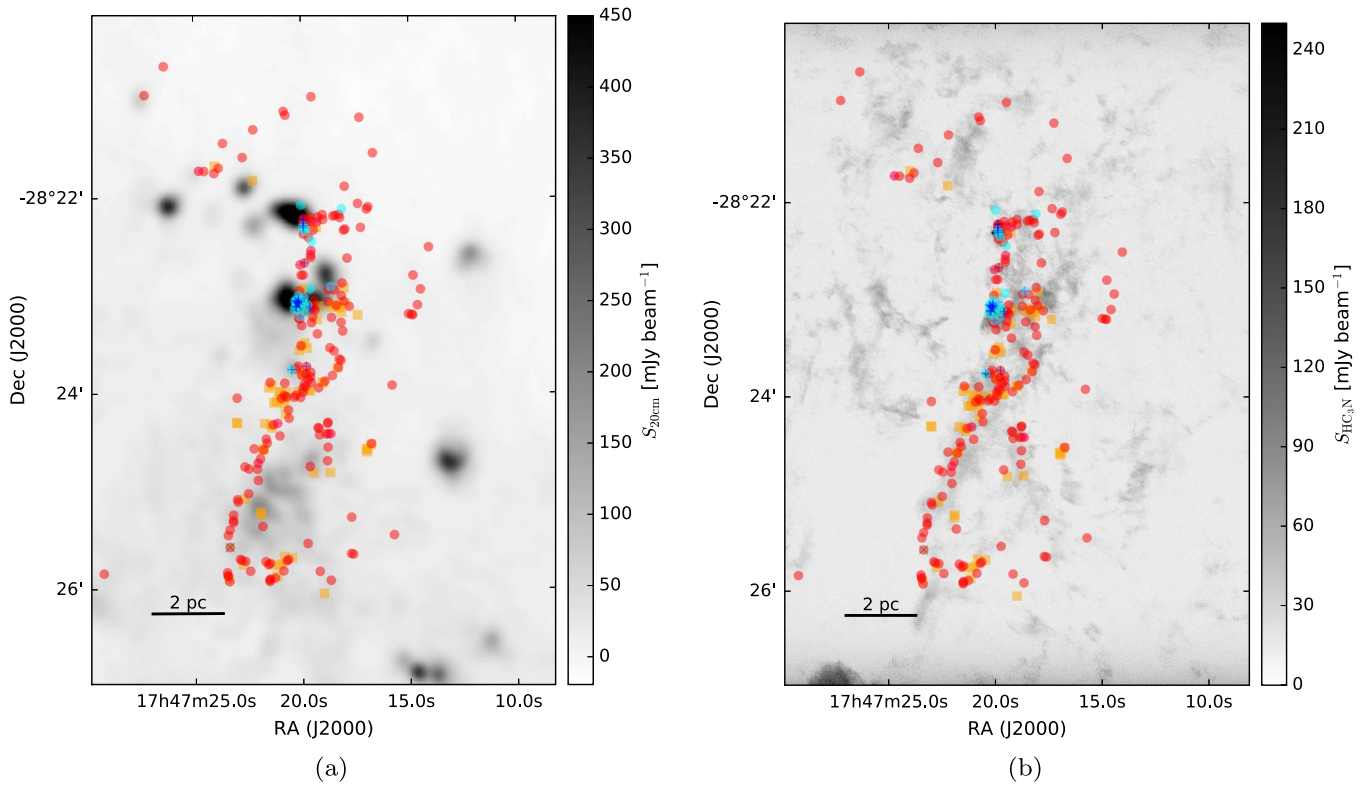 450
400
350
300
250
200
150
100
50
0
S20cm [mJy beam−1]
-28°22'
24'
26'
Dec (J2000)
2 pc
17h47m25.0s 20.0s 15.0s 10.0s
RA (J2000)
(a)
240
210
180
150
120
90
60
30
0
SHC3N [mJy beam−1]
-28°22'
24'
26'
Dec (J2000)
2 pc
17h47m25.0s 20.0s 15.0s 10.0s
RA (J2000)
(b)